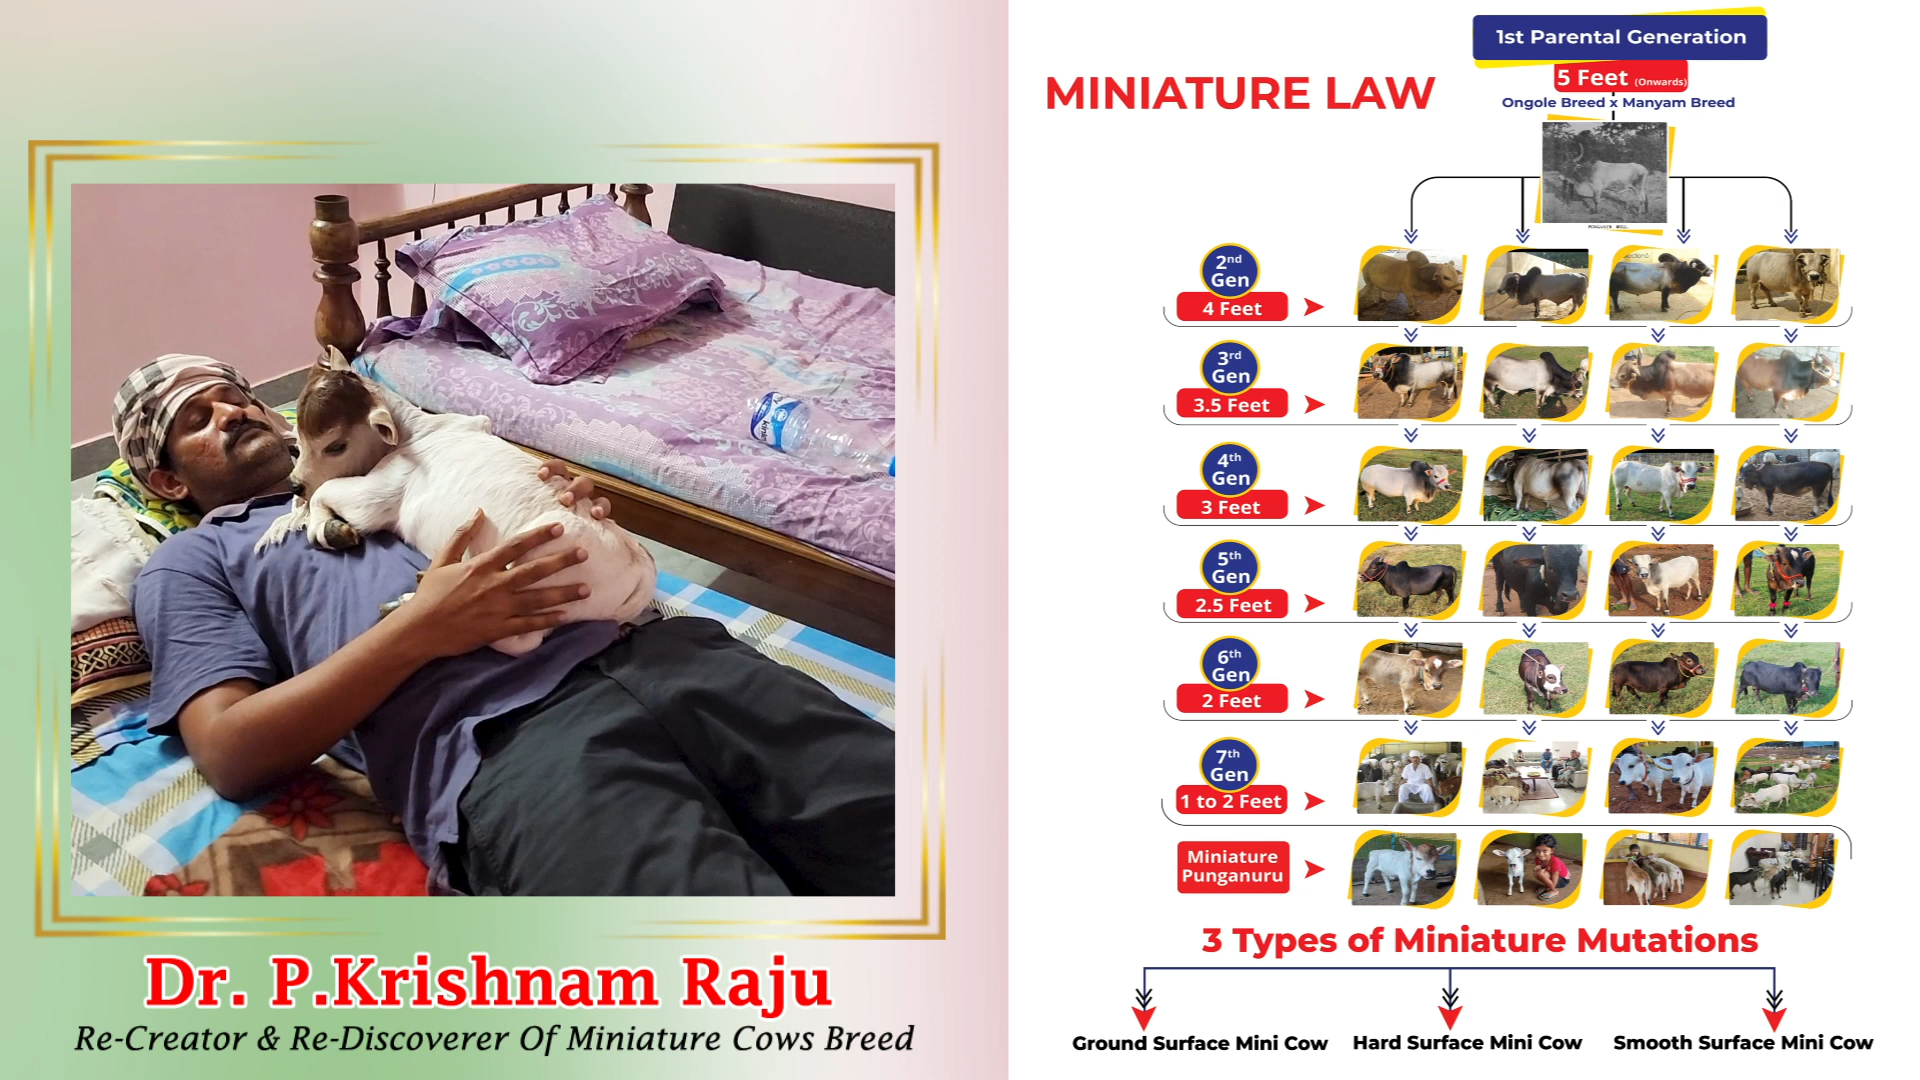 Dr. P.Krishnam Raju
Re-Creator & Re-Discoverer Of Miniature Cows Breed
MINIATURE LAW
1st Parental Generation
5 Feet (Onwards)
Ongole Breed x Manyam Breed
2nd
Gen
4 Feet
3rd
Gen
3.5 Feet
4th
Gen
3 Feet
5th
Gen
2.5 Feet
6th
Gen
2 Feet
7th
Gen
1 to 2 Feet
Miniature
Punganuru
3 Types of Miniature Mutations
Ground Surface Mini Cow
Hard Surface Mini Cow
Smooth Surface Mini Cow